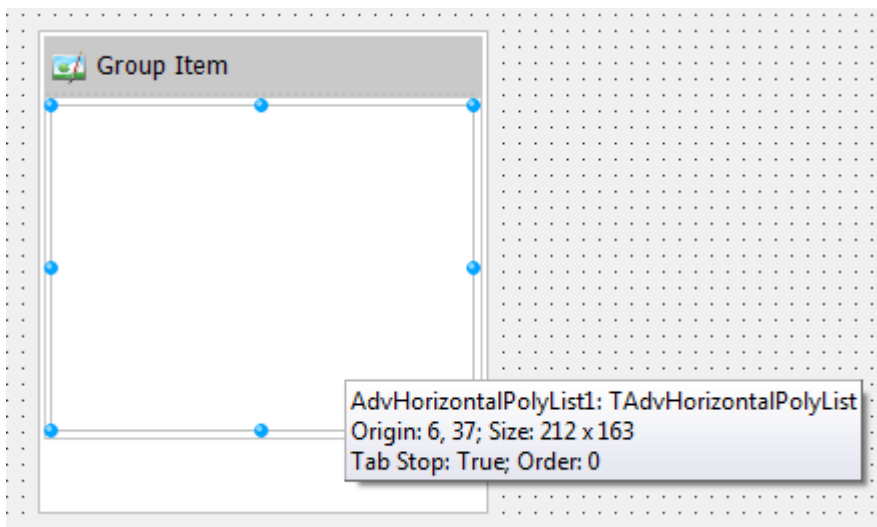 Group Item
AdvHorizontalPolyList1: TAdvHorizontalPolyList
Origin: 6, 37; Size: 212 x 163
Tab Stop: True; Order: 0